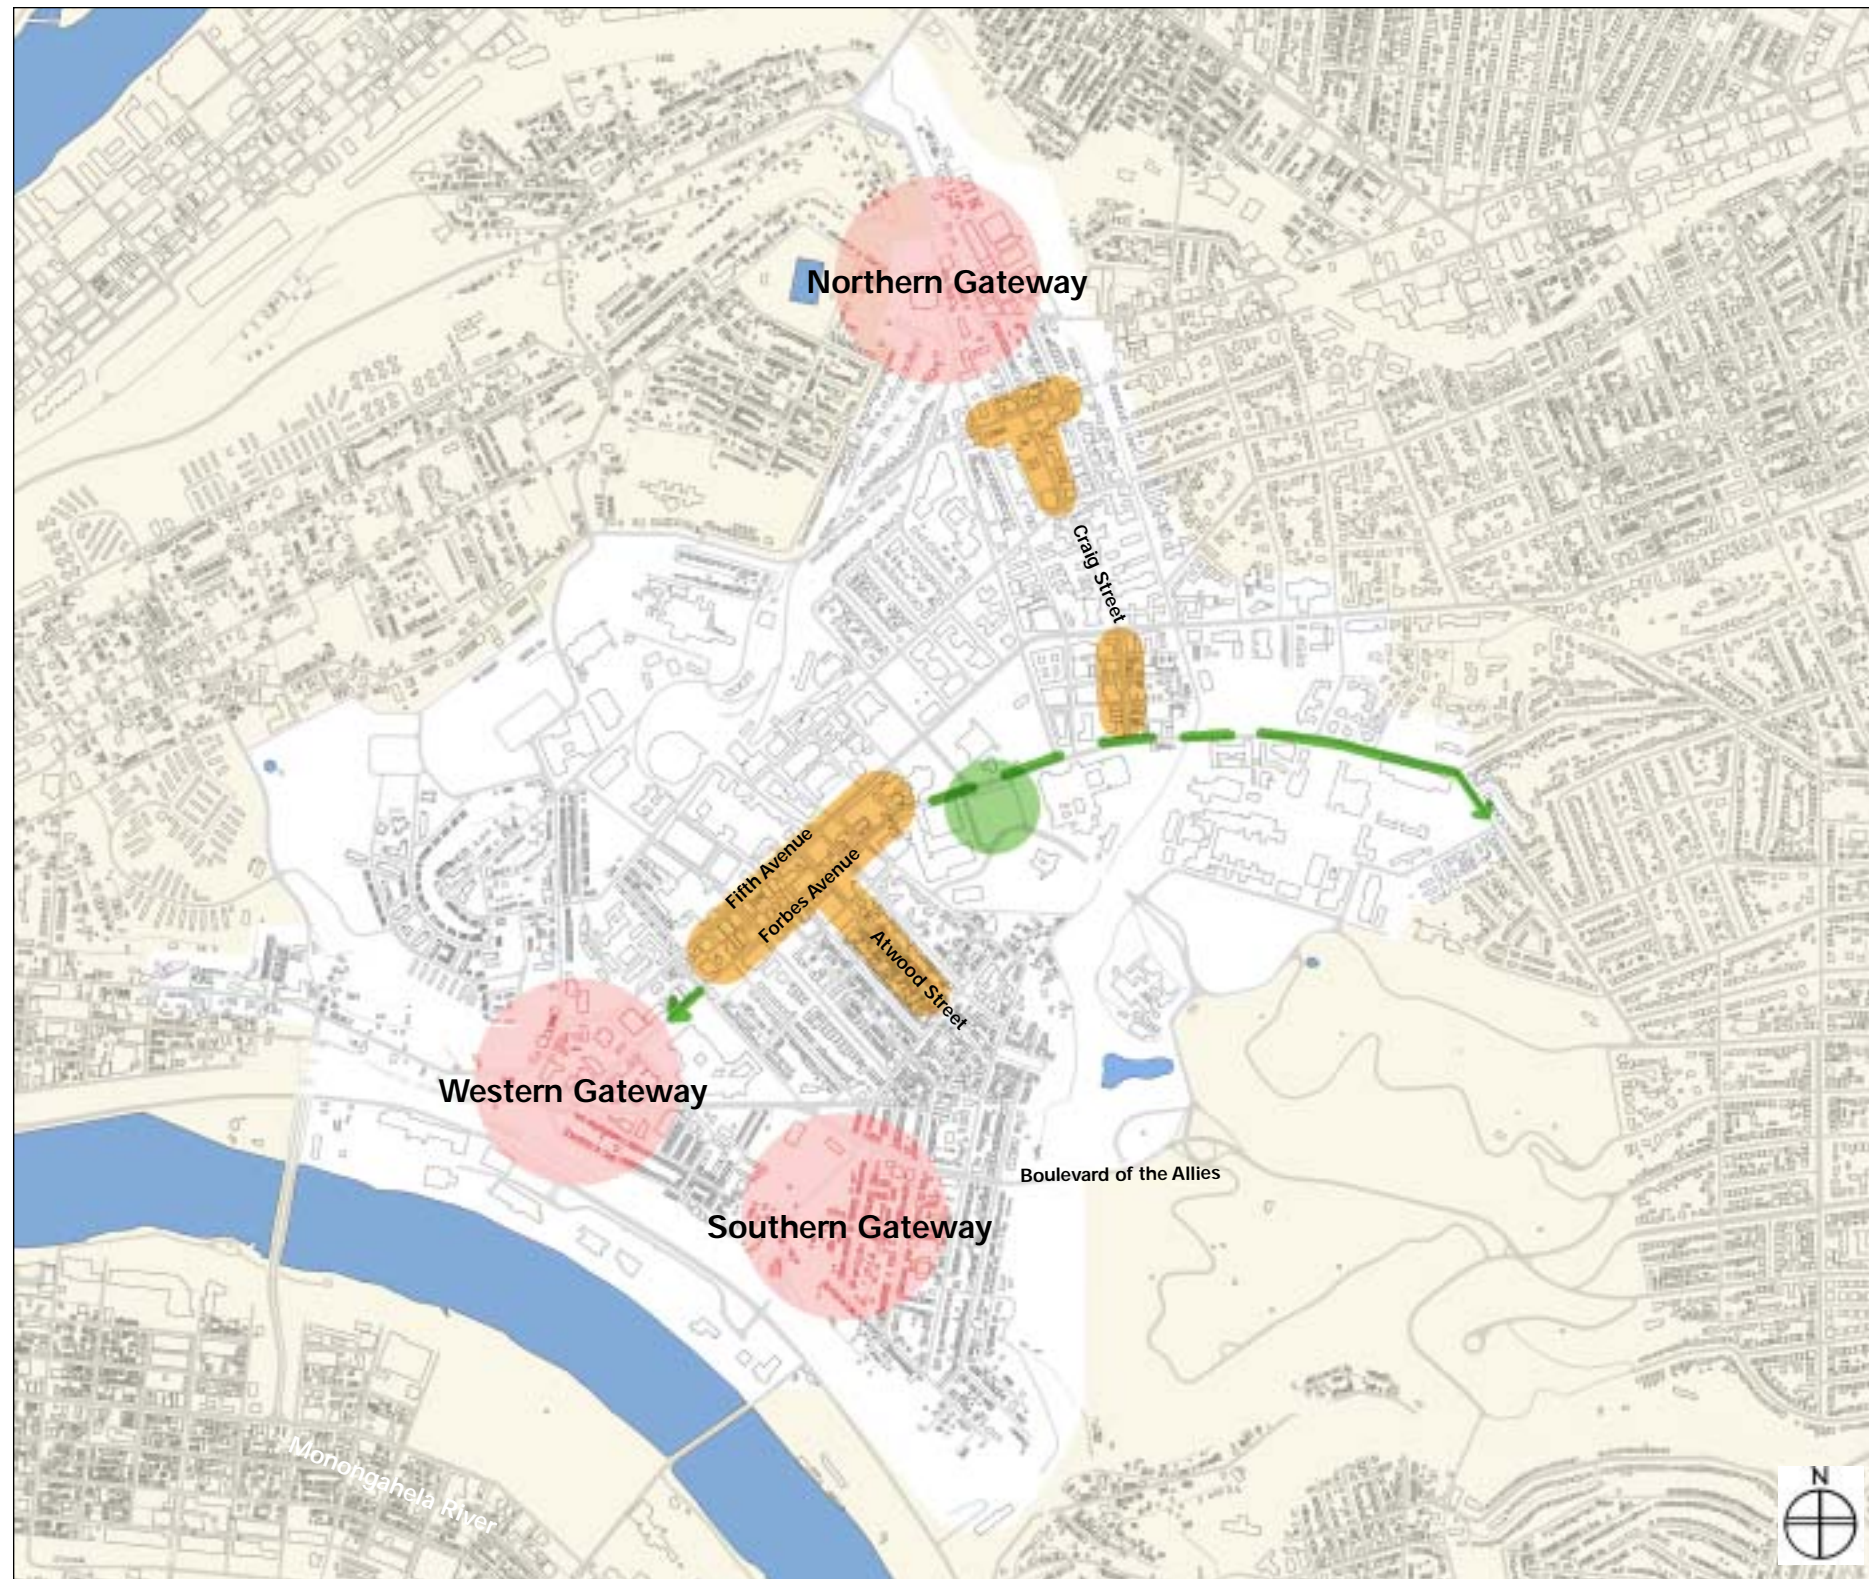 Northern Gateway
Craig Street
Fifth Avenue
Forbes Avenue
Atwood Street
Western Gateway
Boulevard of the Allies
Southern Gateway
Monongahela River
N